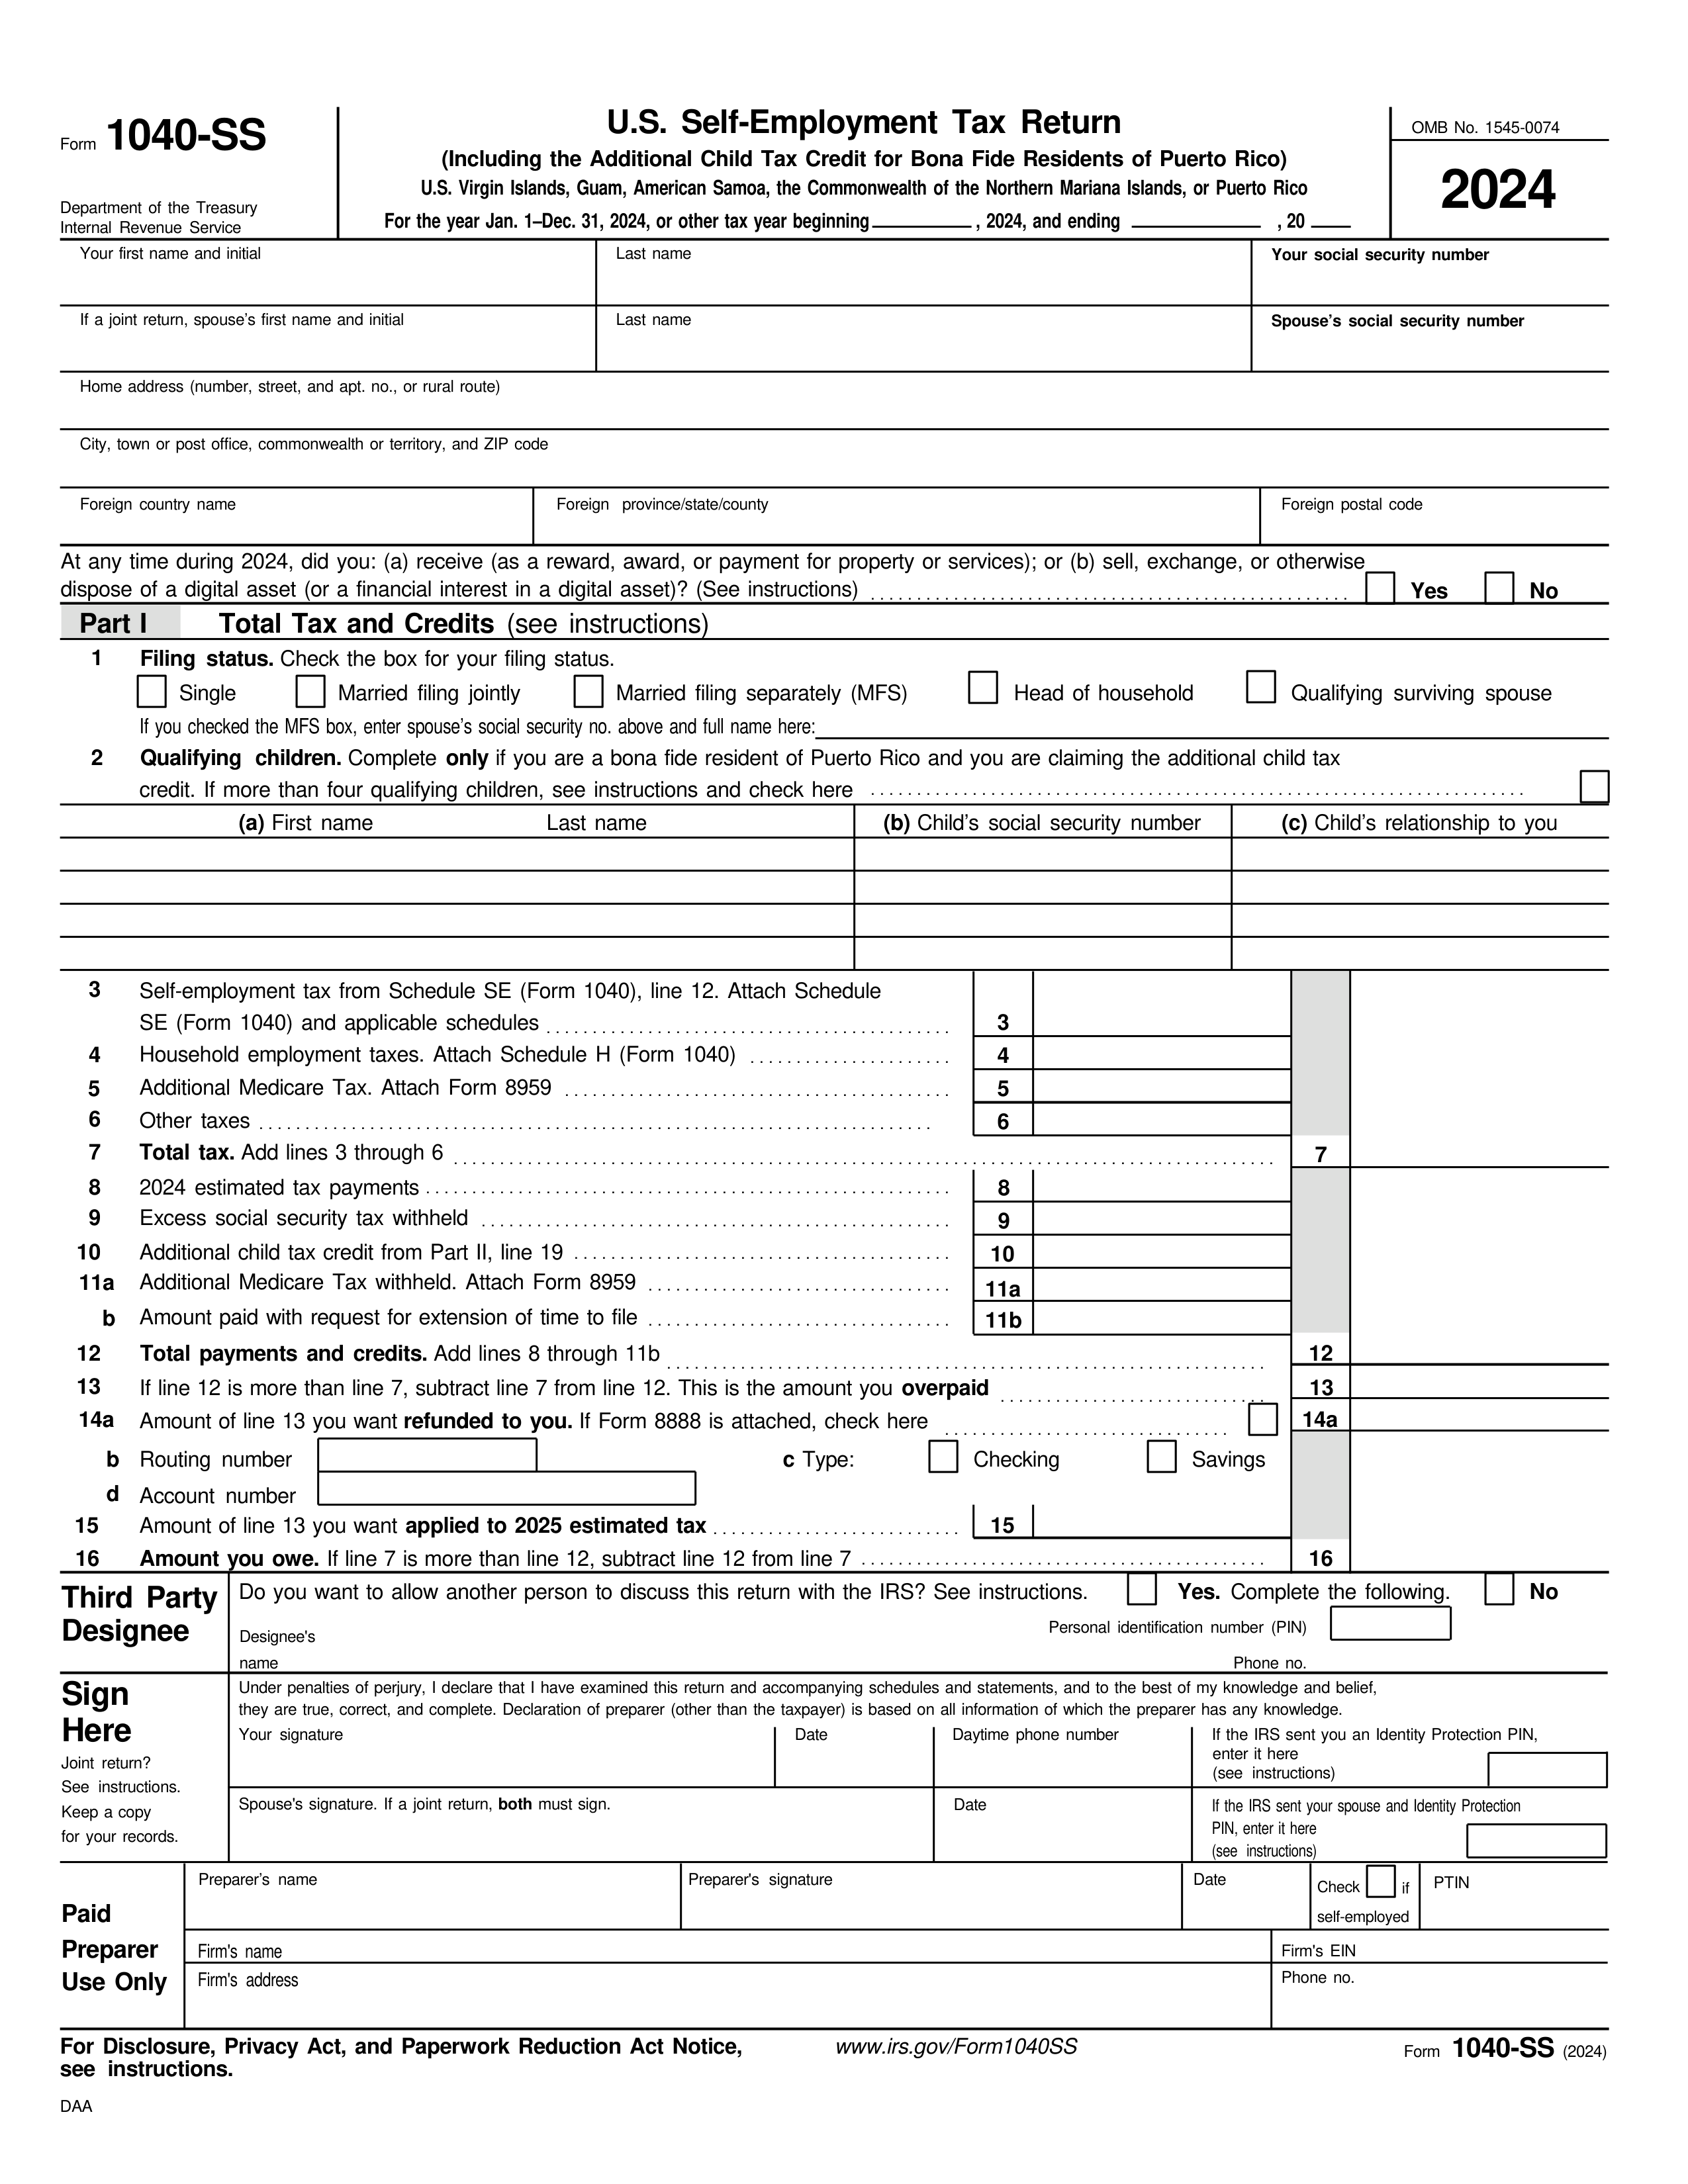 Form 1040-SS
Department of the Treasury
Internal Revenue Service
U.S. Self-Employment Tax Return
(Including the Additional Child Tax Credit for Bona Fide Residents of Puerto Rico)
U.S. Virgin Islands, Guam, American Samoa, the Commonwealth of the Northern Mariana Islands, or Puerto Rico
For the year Jan. 1–Dec. 31, 2024, or other tax year beginning , 2024, and ending , 20
OMB No. 1545-0074
2024
Your first name and initial Last name Your social security number
If a joint return, spouse's first name and initial Last name Spouse's social security number
Home address (number, street, and apt. no., or rural route)
City, town or post office, commonwealth or territory, and ZIP code
Foreign country name Foreign province/state/county Foreign postal code
At any time during 2024, did you: (a) receive (as a reward, award, or payment for property or services); or (b) sell, exchange, or otherwise
dispose of a digital asset (or a financial interest in a digital asset)? (See instructions) Yes No
Part I Total Tax and Credits (see instructions)
1 Filing status. Check the box for your filing status.
Single Married filing jointly Married filing separately (MFS) Head of household Qualifying surviving spouse
If you checked the MFS box, enter spouse's social security no. above and full name here:
2 Qualifying children. Complete only if you are a bona fide resident of Puerto Rico and you are claiming the additional child tax
credit. If more than four qualifying children, see instructions and check here
(a) First name Last name (b) Child's social security number (c) Child's relationship to you
3 Self-employment tax from Schedule SE (Form 1040), line 12. Attach Schedule
SE (Form 1040) and applicable schedules 3
4 Household employment taxes. Attach Schedule H (Form 1040) 4
5 Additional Medicare Tax. Attach Form 8959 5
6 Other taxes 6
7 Total tax. Add lines 3 through 6 7
8 2024 estimated tax payments 8
9 Excess social security tax withheld 9
10 Additional child tax credit from Part II, line 19 10
11a Additional Medicare Tax withheld. Attach Form 8959 11a
b Amount paid with request for extension of time to file 11b
12 Total payments and credits. Add lines 8 through 11b 12
13 If line 12 is more than line 7, subtract line 7 from line 12. This is the amount you overpaid 13
14a Amount of line 13 you want refunded to you. If Form 8888 is attached, check here 14a
b Routing number c Type: Checking Savings
d Account number
15 Amount of line 13 you want applied to 2025 estimated tax 15
16 Amount you owe. If line 7 is more than line 12, subtract line 12 from line 7 16
Third Party
Designee
Do you want to allow another person to discuss this return with the IRS? See instructions. Yes. Complete the following. No
Personal identification number (PIN)
Designee's
name Phone no.
Sign
Here
Joint return?
See instructions.
Keep a copy
for your records.
Under penalties of perjury, I declare that I have examined this return and accompanying schedules and statements, and to the best of my knowledge and belief,
they are true, correct, and complete. Declaration of preparer (other than the taxpayer) is based on all information of which the preparer has any knowledge.
Your signature Date Daytime phone number If the IRS sent you an Identity Protection PIN,
enter it here
(see instructions)
Spouse's signature. If a joint return, both must sign. Date If the IRS sent your spouse and Identity Protection
PIN, enter it here
(see instructions)
Paid
Preparer
Use Only
Preparer's name Preparer's signature Date Check if PTIN
self-employed
Firm's name Firm's EIN
Firm's address Phone no.
For Disclosure, Privacy Act, and Paperwork Reduction Act Notice, www.irs.gov/Form1040SS Form 1040-SS (2024)
see instructions.
DAA